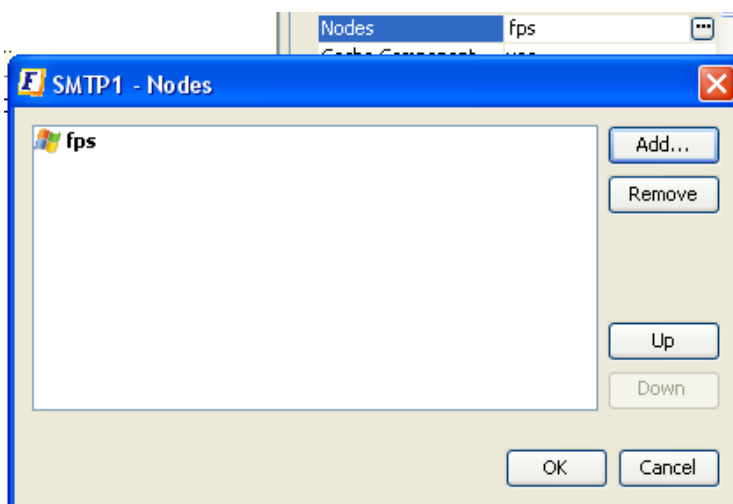 Nodes fps
SMTP1 - Nodes
fps
Add...
Remove
Up
Down
OK Cancel